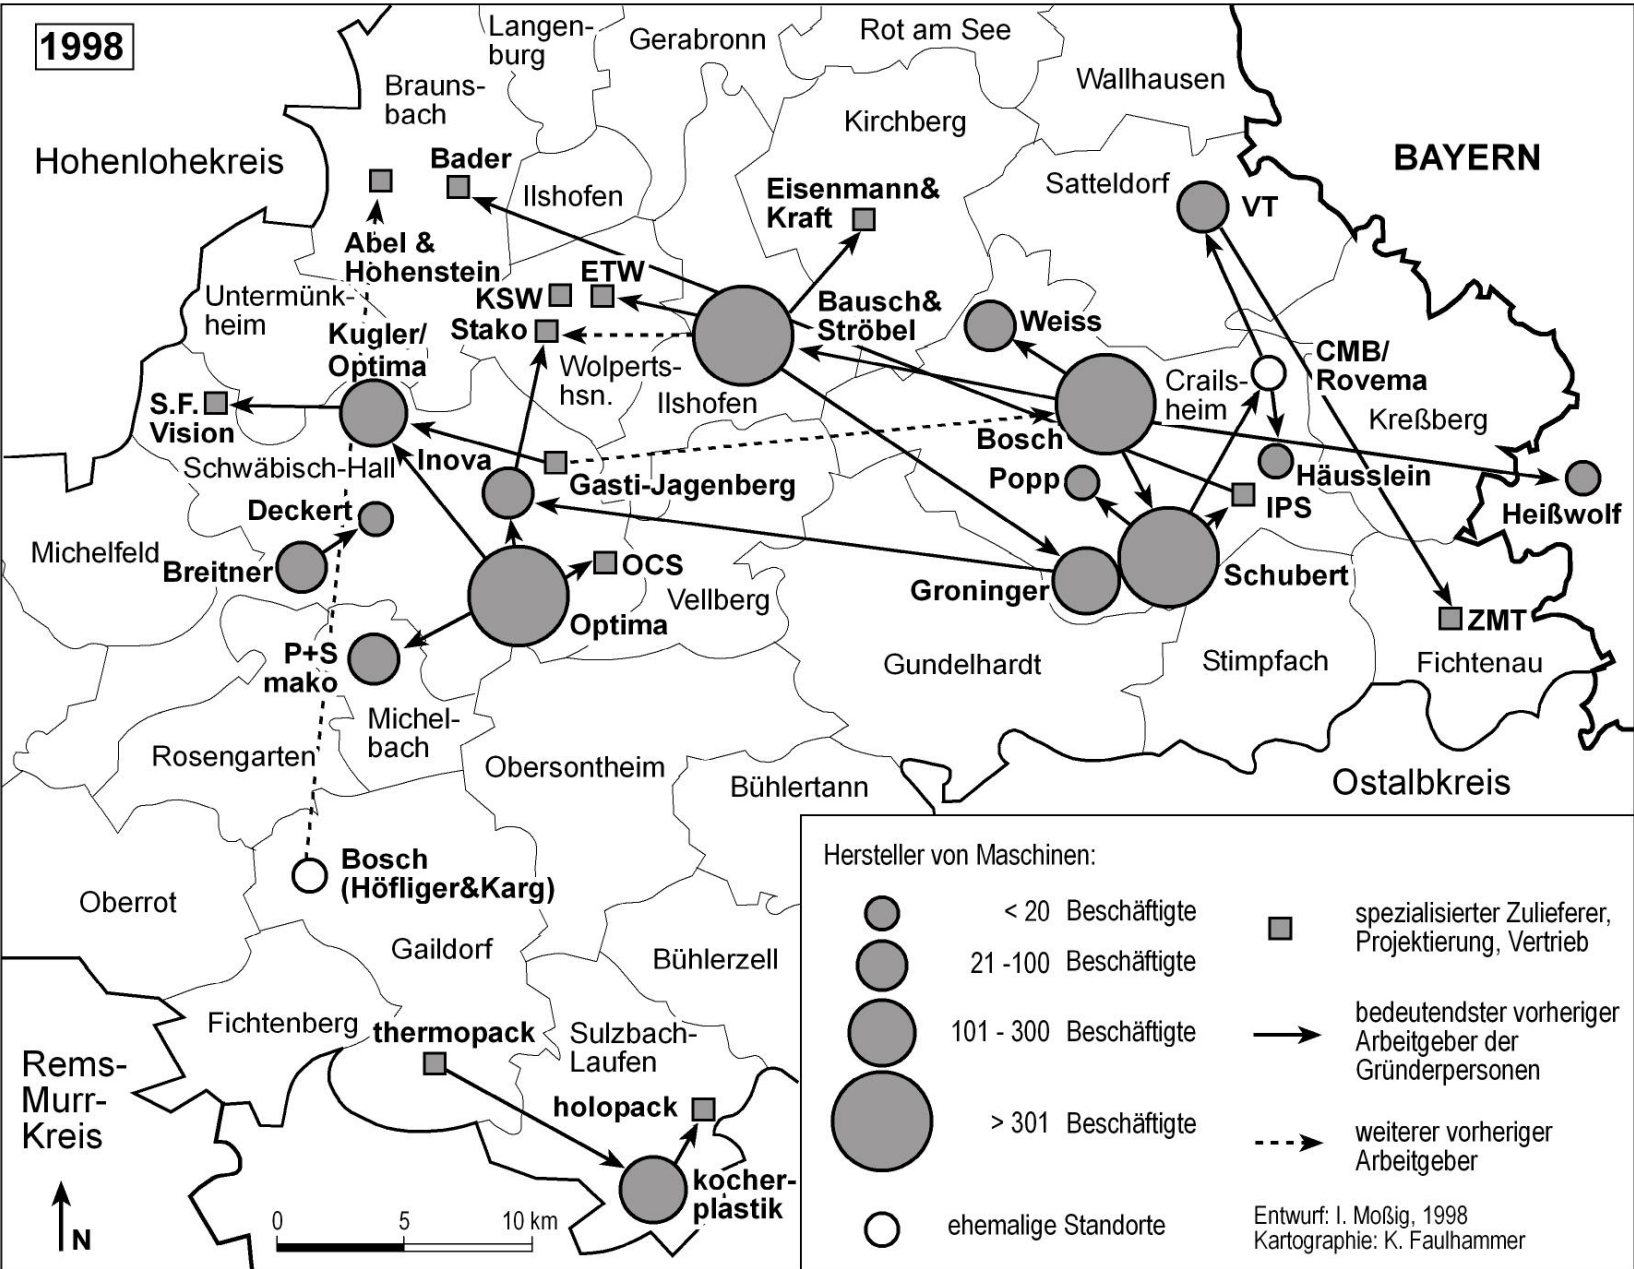 1998
Langen-
burg
Gerabronn
Rot am See
Wallhausen
Brauns-
bach
Kirchberg
Hohenlohekreis
BAYERN
Bader
Ilshofen
Eisenmann&
Kraft
Satteldorf
VT
Abel &
Hohenstein
ETW
KSW
Stako
Untermünk-
heim
Kugler/
Optima
Bausch&
Ströbel
Weiss
Wolperts-
hsn.
Ilshofen
Crails-
heim
CMB/
Rovema
Kreßberg
S.F.
Vision
Schwäbisch-Hall
Inova
Gasti-Jagenberg
Bosch
Popp
Häusslein
IPS
Heißwolf
Deckert
Michelfeld
Breitner
OCS
Vellberg
Optima
Groninger
Schubert
ZMT
P+S
mako
Gundelhardt
Stimpfach
Fichtenau
Michel-
bach
Rosengarten
Obersontheim
Bühlertann
Ostalbkreis
Bosch
(Höfliger&Karg)
Oberrot
Gaildorf
Bühlerzell
Fichtenberg
thermopack
Sulzbach-
Laufen
Rems-
Murr-
Kreis
holopack
kocher-
plastik
N
0 5 10 km
Hersteller von Maschinen:
< 20 Beschäftigte
21 -100 Beschäftigte
101 - 300 Beschäftigte
> 301 Beschäftigte
ehemalige Standorte
spezialisierter Zulieferer,
Projektierung, Vertrieb
bedeutendster vorheriger
Arbeitgeber der
Gründerpersonen
weiterer vorheriger
Arbeitgeber
Entwurf: I. Moßig, 1998
Kartographie: K. Faulhammer